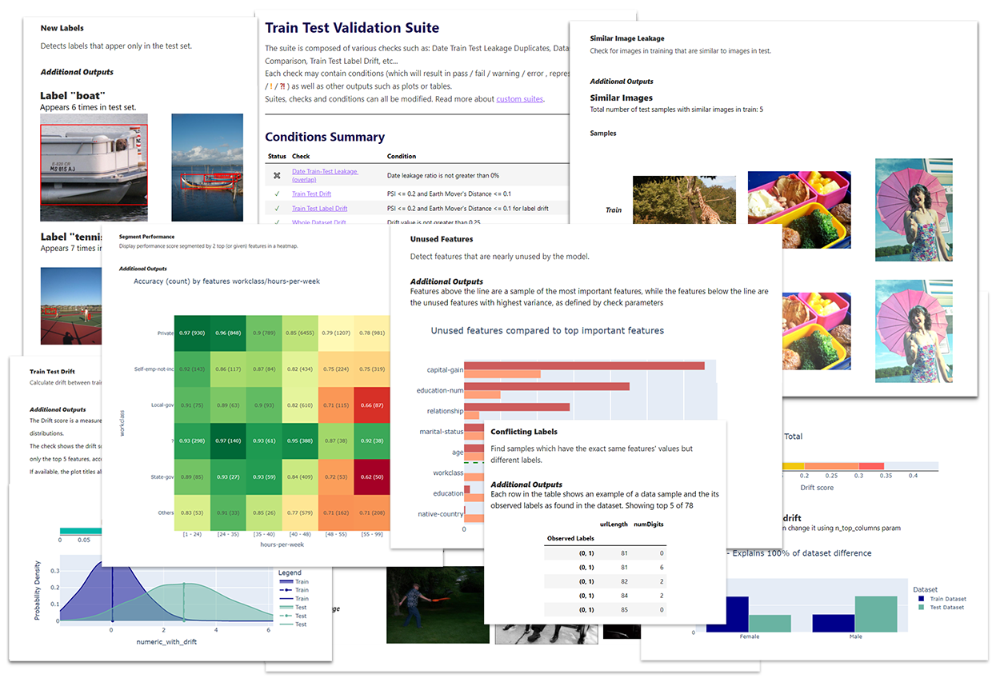 New Labels
Detects labels that apper only in the test set.
Additional Outputs
Label "boat"
Appears 6 times in test set.
MS 815 AJ
Label "tennis
Appears 7 times in
Train Test Validation Suite
The suite is composed of various checks such as: Date Train Test Leakage Duplicates, Data
Comparison, Train Test Label Drift, etc...
Each check may contain conditions (which will result in pass / fail / warning / error , repres
/ ! / ?! ) as well as other outputs such as plots or tables.
Suites, checks and conditions can all be modified. Read more about custom suites.
Conditions Summary
Status Check Condition
✖ Date Train-Test Leakage (overlap) Date leakage ratio is not greater than 0%
✓ Train Test Drift PSI <= 0.2 and Earth Mover's Distance <= 0.1
✓ Train Test Label Drift PSI <= 0.2 and Earth Mover's Distance <= 0.1 for label drift
✓ Whole Dataset Drift Drift value is not greater than 0.25
Similar Image Leakage
Check for images in training that are similar to images in test.
Additional Outputs
Similar Images
Total number of test samples with similar images in train: 5
Samples
Train
Segment Performance
Display performance score segmented by 2 top (or given) features in a heatmap.
Additional Outputs
Accuracy (count) by features workclass/hours-per-week
Private 0.97 (930) 0.96 (848) 0.9 (789) 0.85 (6455) 0.79 (1207) 0.78 (981)
Self-emp-not-inc 0.92 (143) 0.86 (117) 0.87 (84) 0.82 (434) 0.75 (224) 0.75 (319)
Local-gov 0.91 (75) 0.89 (63) 0.9 (93) 0.82 (610) 0.71 (115) 0.66 (87)
? 0.93 (298) 0.97 (140) 0.93 (61) 0.95 (388) 0.87 (38) 0.92 (38)
State-gov 0.89 (85) 0.93 (27) 0.93 (59) 0.84 (409) 0.72 (53) 0.62 (50)
Others 0.83 (53) 0.91 (33) 0.85 (26) 0.77 (579) 0.71 (162) 0.71 (208)
[1 - 24) [24 - 35) [35 - 40) [40 - 48) [48 - 55) [55 - 99]
workclass
hours-per-week
Unused Features
Detect features that are nearly unused by the model.
Additional Outputs
Features above the line are a sample of the most important features, while the features below the line are
the unused features with highest variance, as defined by check parameters
Unused features compared to top important features
capital-gain
education-num
relationship
marital-status
age
workclass
education
native-country
0
Conflicting Labels
Find samples which have the exact same features' values but
different labels.
Additional Outputs
Each row in the table shows an example of a data sample and the its
observed labels as found in the dataset. Showing top 5 of 78
urlLength numDigits
Observed Labels
(0, 1) 81 0
(0, 1) 81 6
(0, 1) 82 2
(0, 1) 84 2
(0, 1) 85 0
Train Test Drift
Calculate drift between train
Additional Outputs
The Drift score is a measure
distributions.
The check shows the drift s
only the top 5 features, acc
If available, the plot titles al
0 0.05
Probability Density
0.3
0.2
0.1
0
0 2 4 6
numeric_with_drift
Legend
Train
Train
Train
Test
Test
Test
Total
0.2 0.25 0.3 0.35 0.4
Drift score
drift
n change it using n_top_columns param
- Explains 100% of dataset difference
0
Female Male
Dataset
Train Dataset
Test Dataset